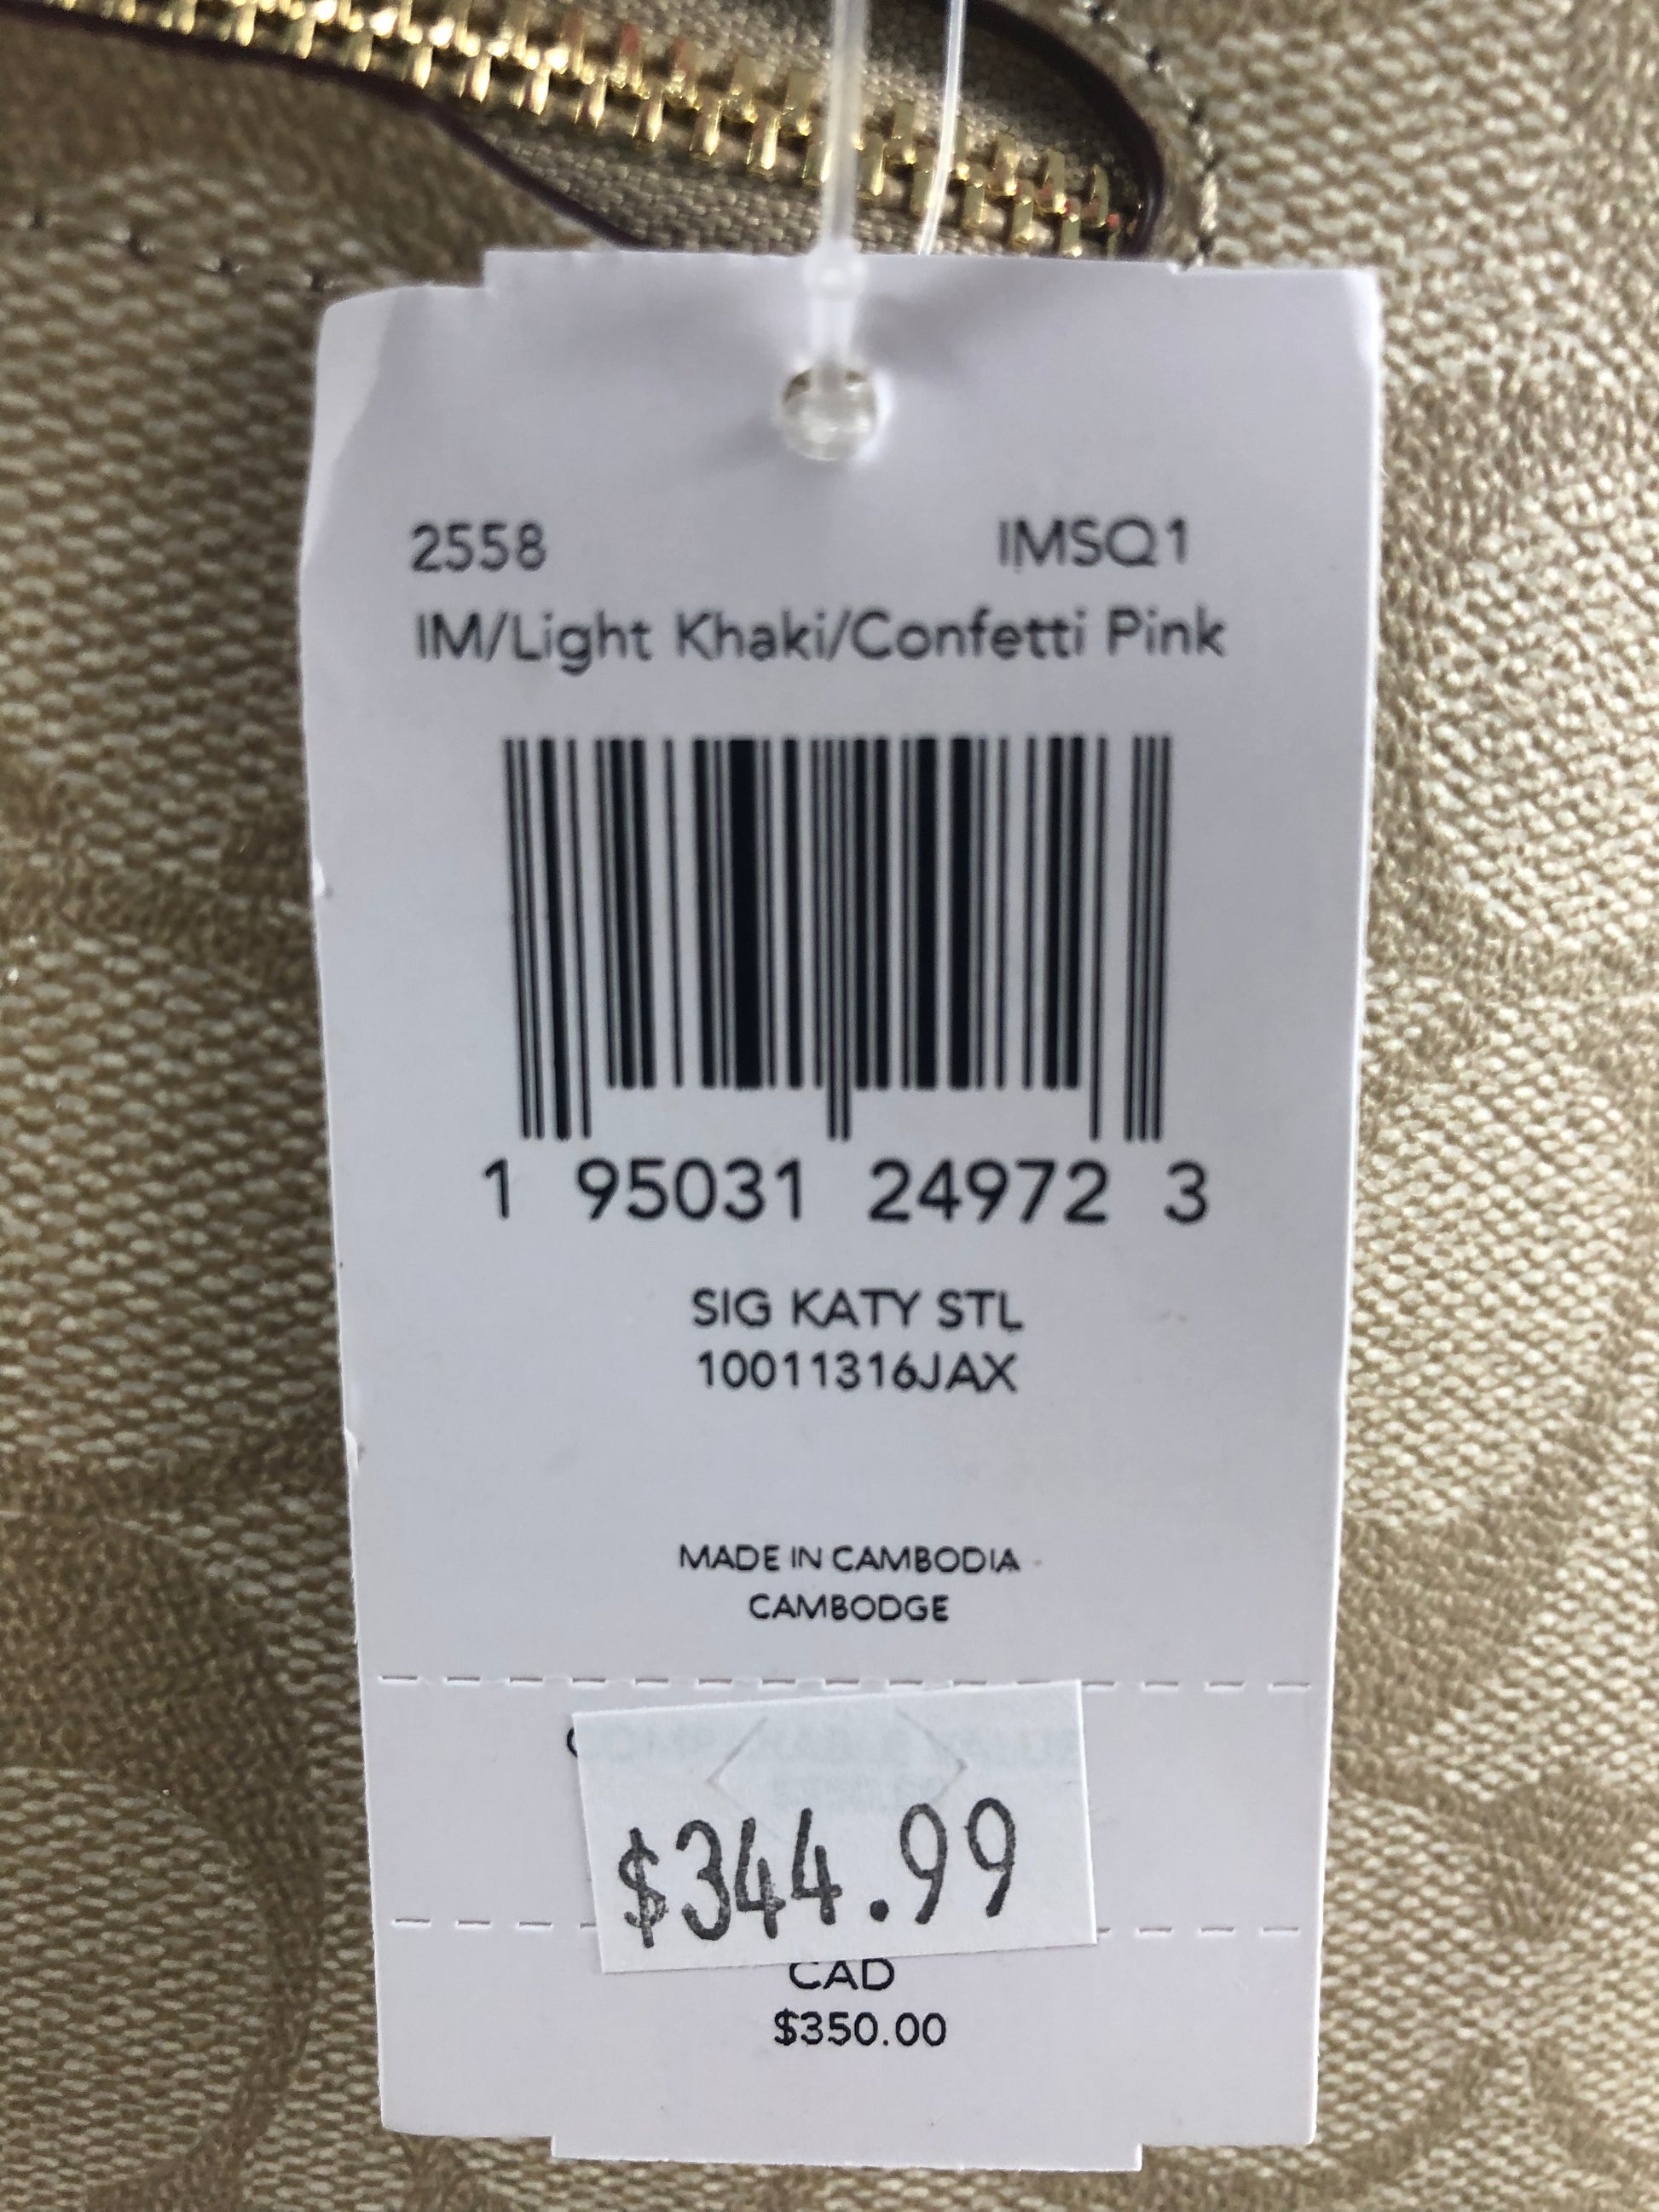 2558 IMSQ1
IM/Light Khaki/Confetti Pink
1 95031 24972 3
SIG KATY STL
10011316JAX
MADE IN CAMBODIA
CAMBODGE
$344.99
CAD
$350.00